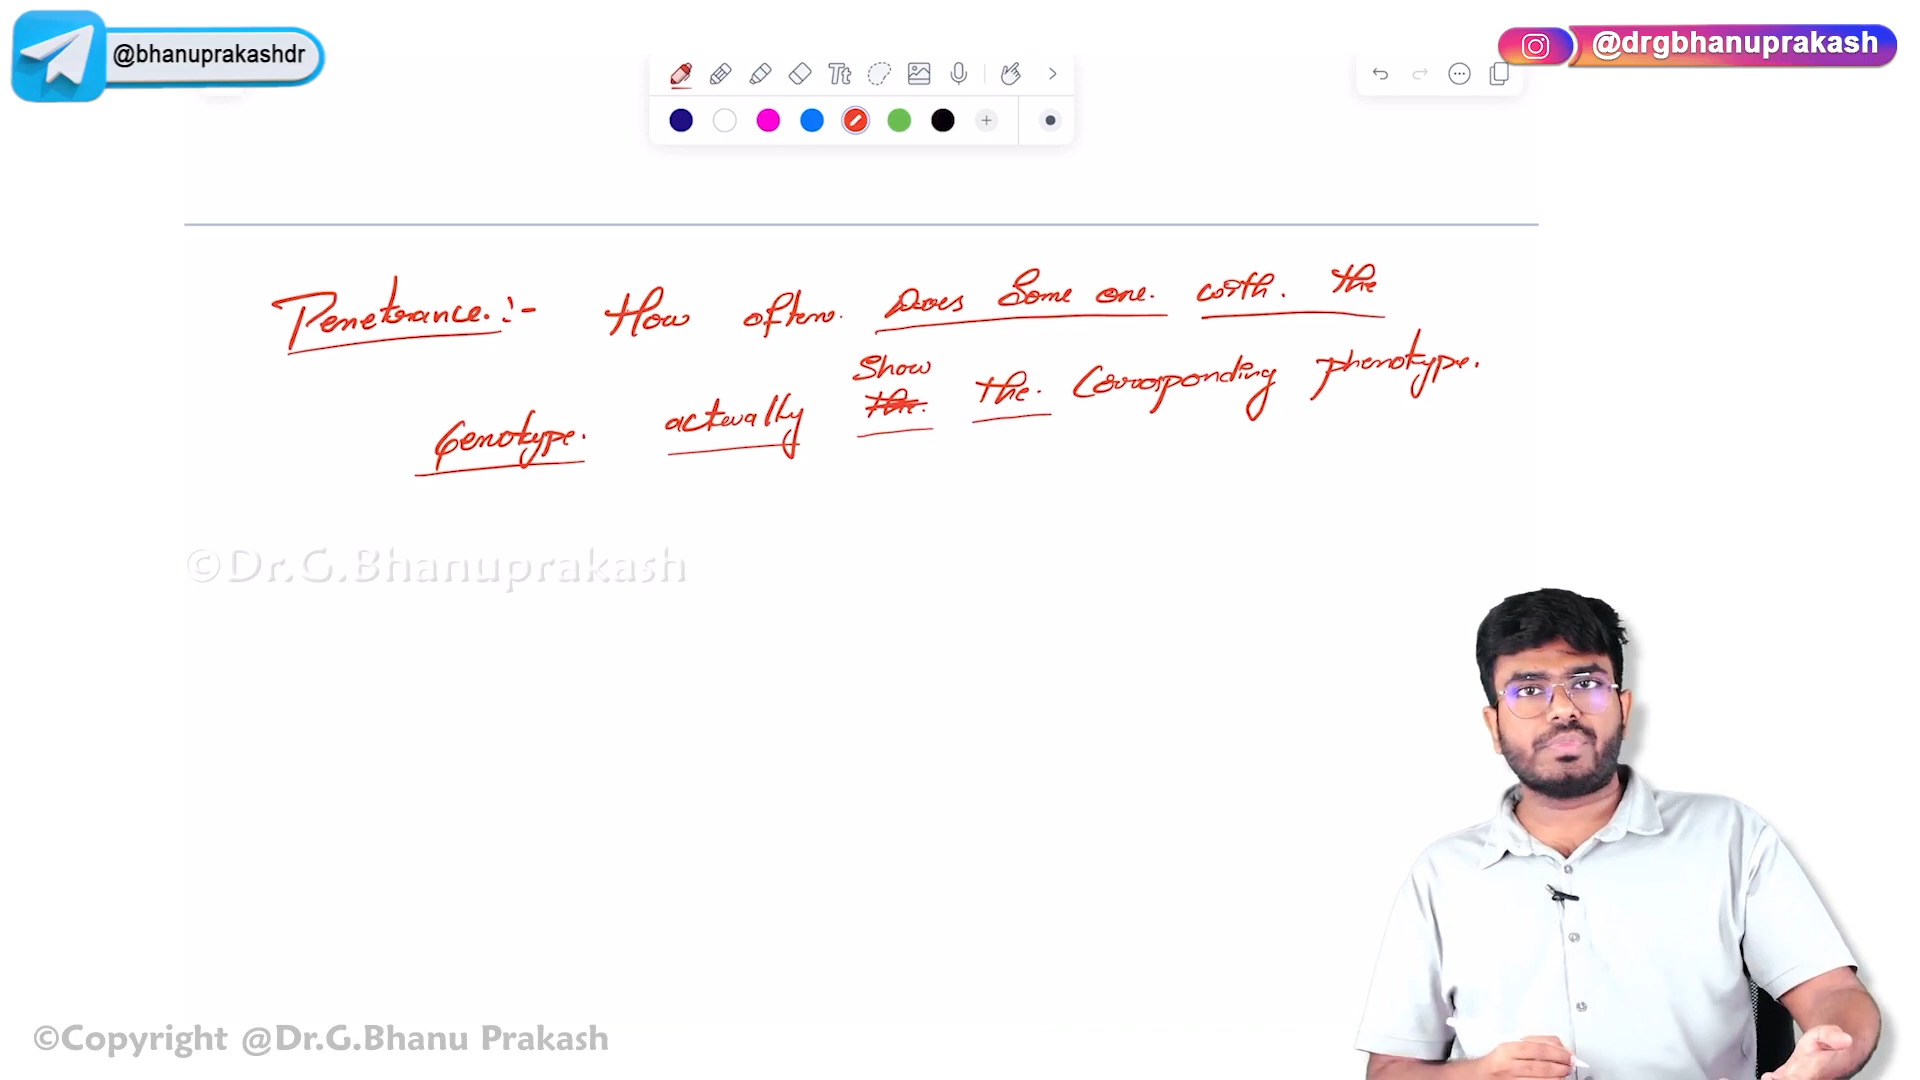 @bhanuprakashdr
@drgbhanuprakash
Tt
Penetrance :- How often does Some one with the
Show
Genotype. actually the the Corresponding phenotype.
©Dr.G.Bhanuprakash
©Copyright @Dr.G.Bhanu Prakash